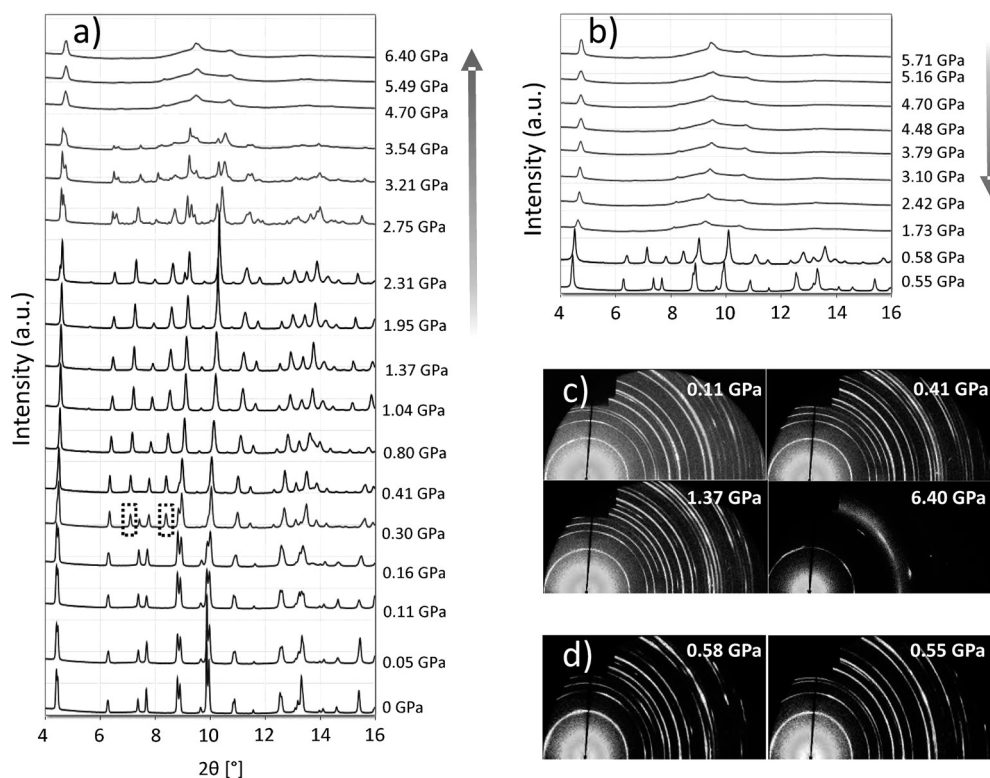 a)
6.40 GPa
5.49 GPa
4.70 GPa
3.54 GPa
3.21 GPa
2.75 GPa
2.31 GPa
1.95 GPa
1.37 GPa
1.04 GPa
0.80 GPa
0.41 GPa
0.30 GPa
0.16 GPa
0.11 GPa
0.05 GPa
0 GPa
Intensity (a.u.)
4 6 8 10 12 14 16
2θ [°]
b)
5.71 GPa
5.16 GPa
4.70 GPa
4.48 GPa
3.79 GPa
3.10 GPa
2.42 GPa
1.73 GPa
0.58 GPa
0.55 GPa
Intensity (a.u.)
4 6 8 10 12 14 16
c)
0.11 GPa
0.41 GPa
1.37 GPa
6.40 GPa
d)
0.58 GPa
0.55 GPa